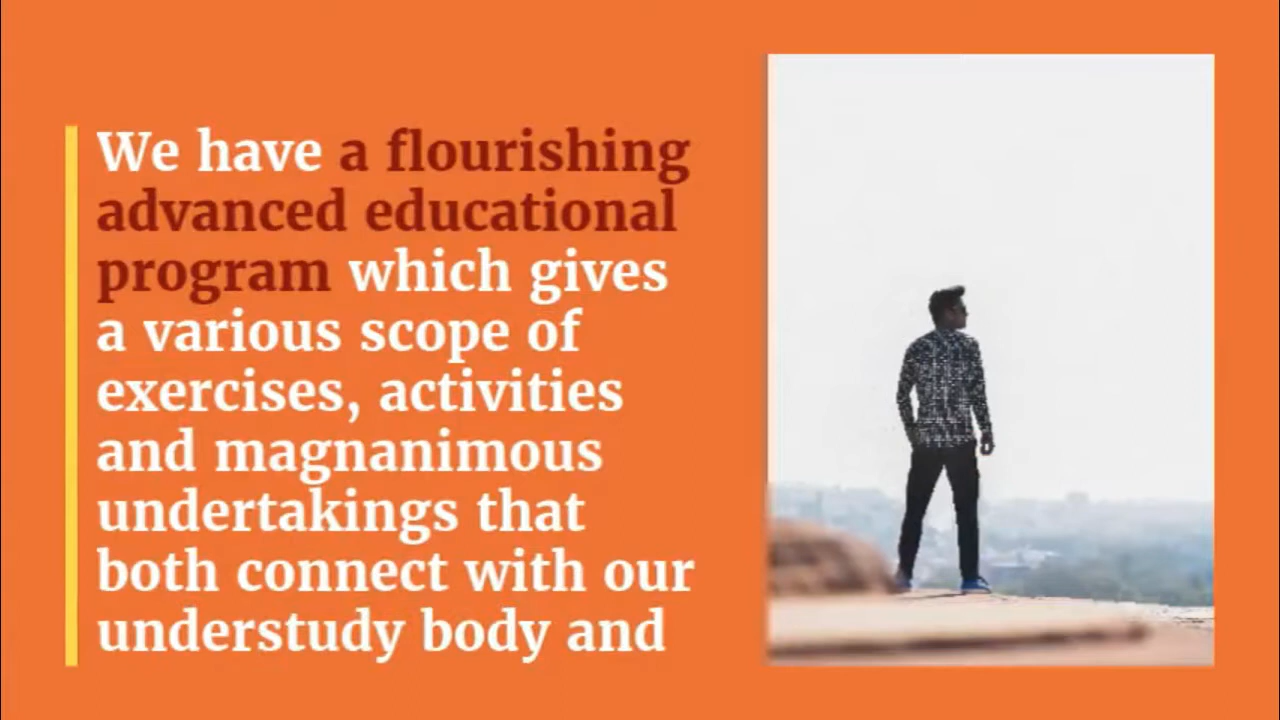 We have a flourishing
advanced educational
program which gives
a various scope of
exercises, activities
and magnanimous
undertakings that
both connect with our
understudy body and